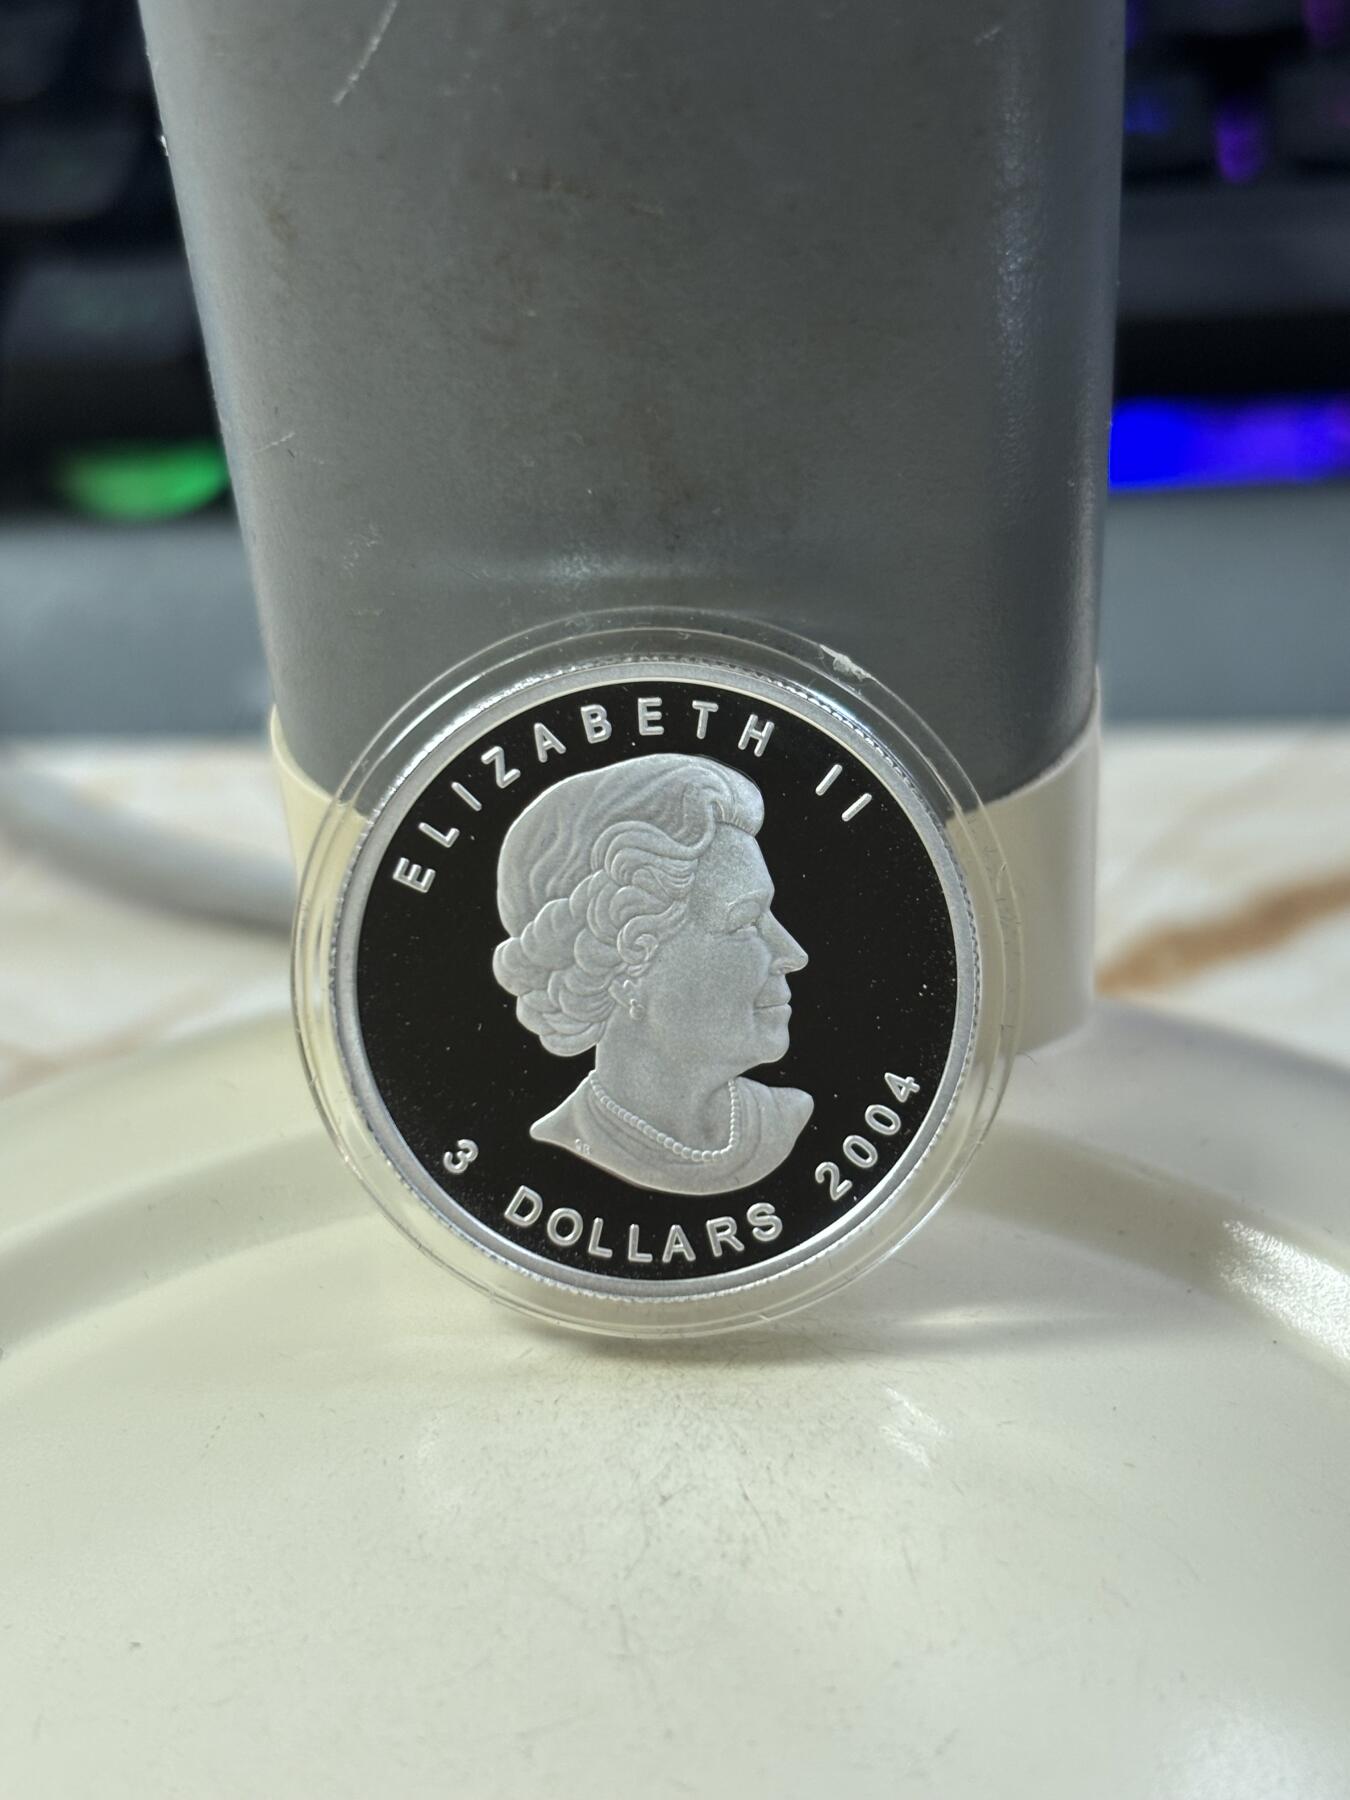 ELIZABETH II
3 DOLLARS 2004